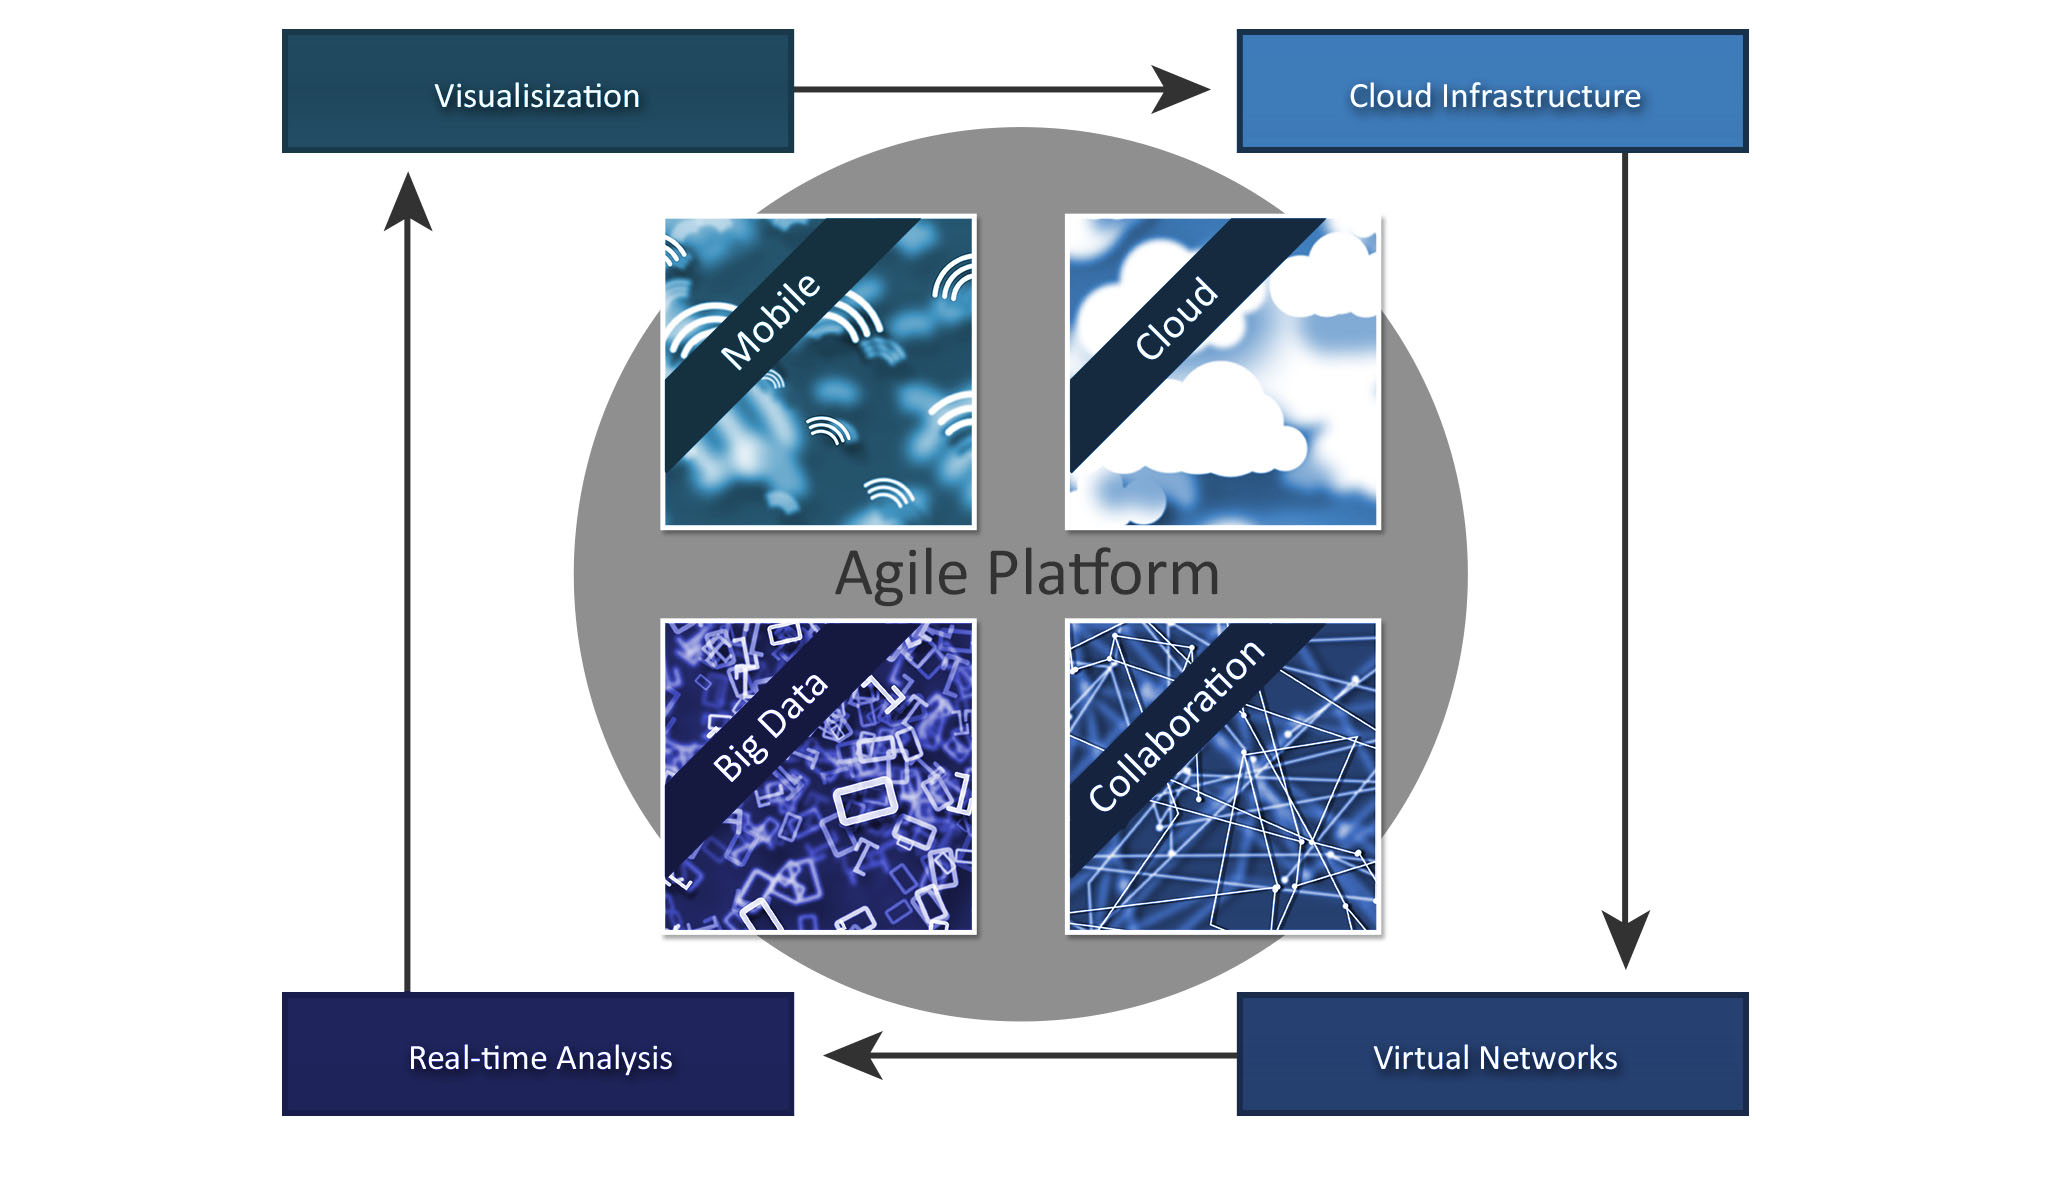 Visualisization
Cloud Infrastructure
Mobile
Cloud
Agile Platform
Big Data
Collaboration
Real-time Analysis
Virtual Networks